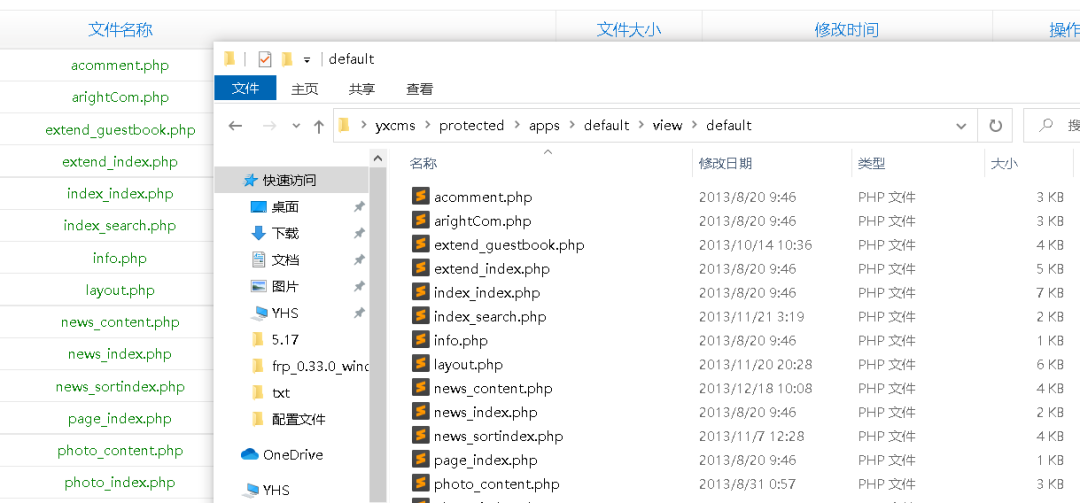 文件名称 文件大小 修改时间 操作
acomment.php
arightCom.php
extend_guestbook.php
extend_index.php
index_index.php
index_search.php
info.php
layout.php
news_content.php
news_index.php
news_sortindex.php
page_index.php
photo_content.php
photo_index.php
default
文件 主页 共享 查看
yxcms protected apps default view default
快速访问
桌面
下载
文档
图片
YHS
5.17
frp_0.33.0_winc
txt
配置文件
OneDrive
YHS
名称 修改日期 类型 大小
acomment.php 2013/8/20 9:46 PHP 文件 3 KB
arightCom.php 2013/8/20 9:46 PHP 文件 3 KB
extend_guestbook.php 2013/10/14 10:36 PHP 文件 4 KB
extend_index.php 2013/8/20 9:46 PHP 文件 5 KB
index_index.php 2013/8/20 9:46 PHP 文件 7 KB
index_search.php 2013/11/21 3:19 PHP 文件 2 KB
info.php 2013/8/20 9:46 PHP 文件 1 KB
layout.php 2013/11/20 20:28 PHP 文件 6 KB
news_content.php 2013/12/18 10:08 PHP 文件 4 KB
news_index.php 2013/8/20 9:46 PHP 文件 2 KB
news_sortindex.php 2013/11/7 12:28 PHP 文件 4 KB
page_index.php 2013/8/20 9:46 PHP 文件 1 KB
photo_content.php 2013/8/31 0:57 PHP 文件 3 KB